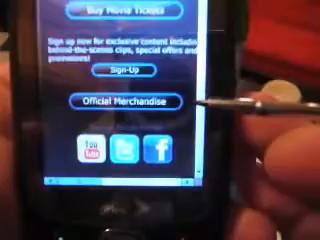 Buy Movie Tickets
Sign up now for exclusive content includin
behind-the-scenes clips, special offers and
promotions!
Sign-Up
Official Merchandise
You
Tube
t
f